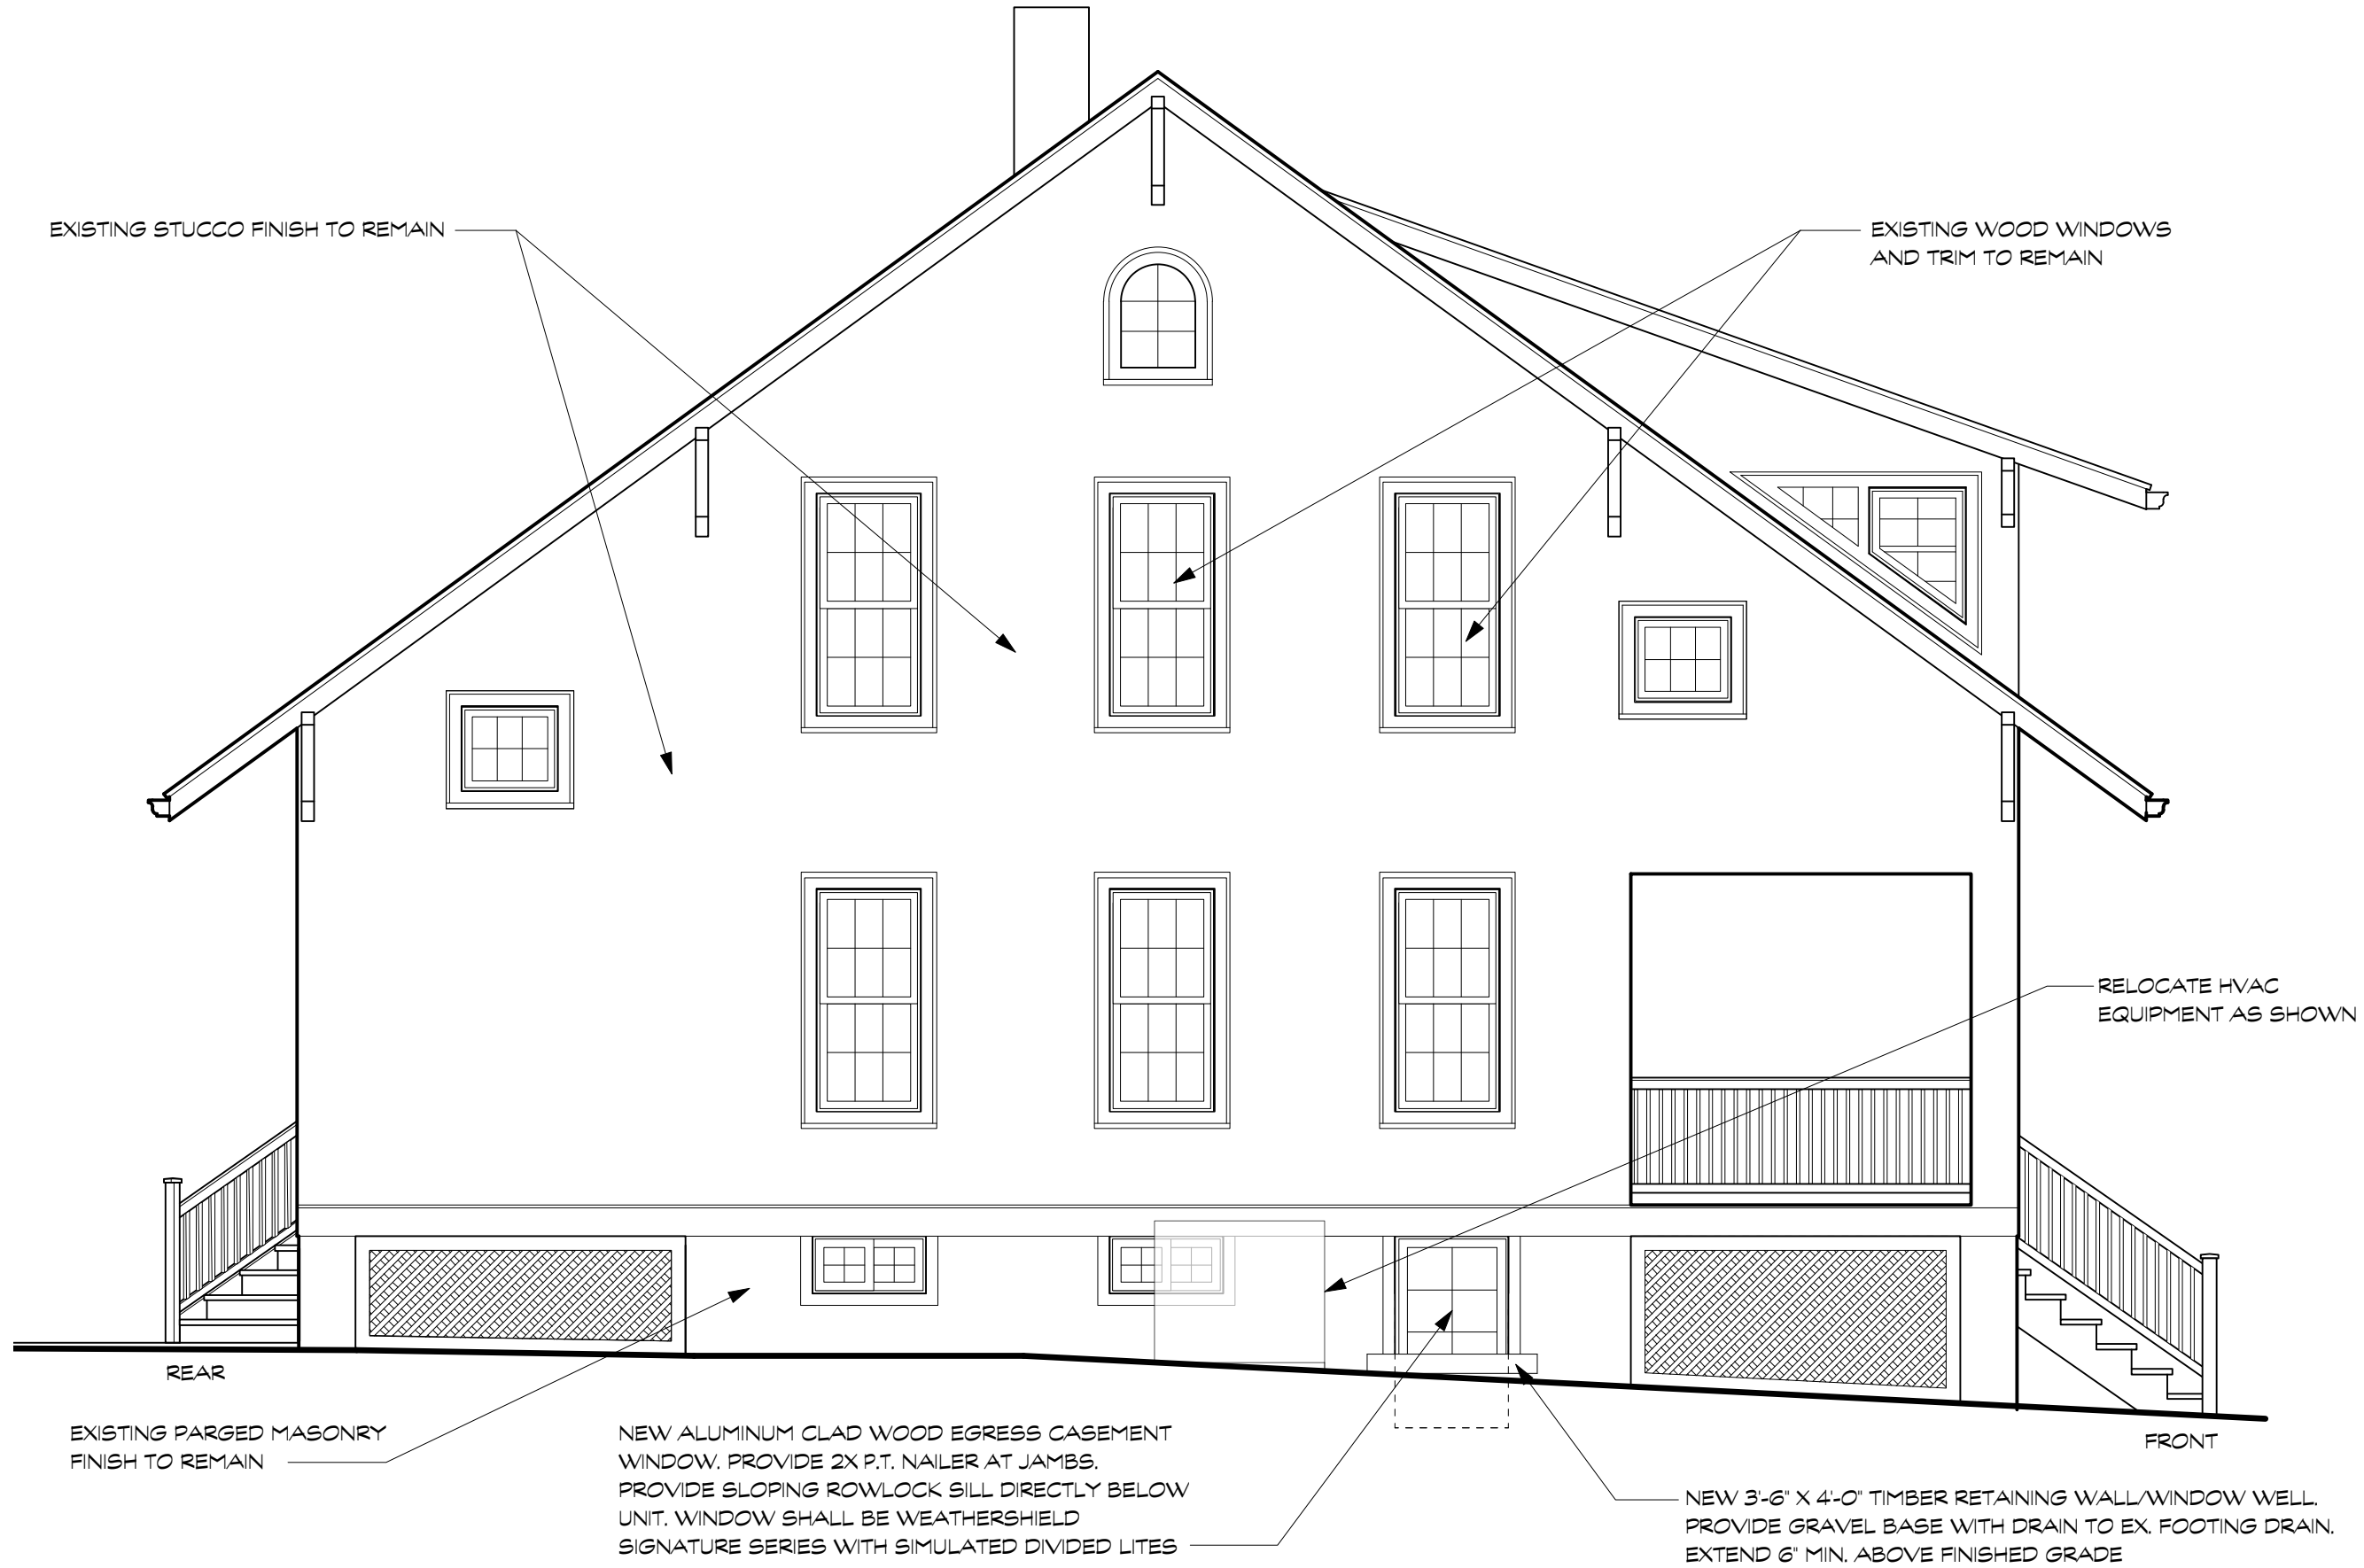 EXISTING STUCCO FINISH TO REMAIN
EXISTING WOOD WINDOWS
AND TRIM TO REMAIN
RELOCATE HVAC
EQUIPMENT AS SHOWN
REAR
EXISTING PARGED MASONRY
FINISH TO REMAIN
NEW ALUMINUM CLAD WOOD EGRESS CASEMENT
WINDOW. PROVIDE 2X P.T. NAILER AT JAMBS.
PROVIDE SLOPING ROWLOCK SILL DIRECTLY BELOW
UNIT. WINDOW SHALL BE WEATHERSHIELD
SIGNATURE SERIES WITH SIMULATED DIVIDED LITES
FRONT
NEW 3'-6" X 4'-0" TIMBER RETAINING WALL/WINDOW WELL.
PROVIDE GRAVEL BASE WITH DRAIN TO EX. FOOTING DRAIN.
EXTEND 6" MIN. ABOVE FINISHED GRADE